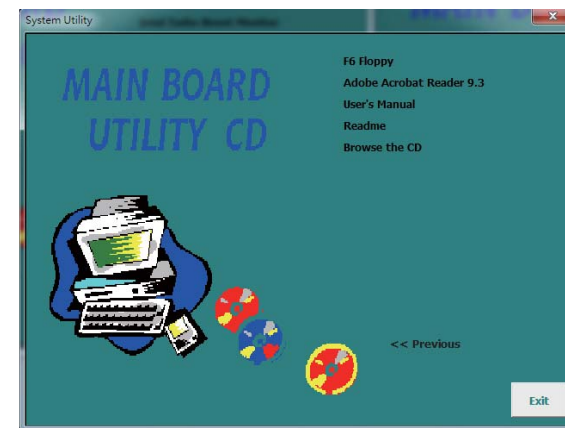 System Utility
MAIN BOARD
UTILITY CD
F6 Floppy
Adobe Acrobat Reader 9.3
User's Manual
Readme
Browse the CD
<< Previous
Exit